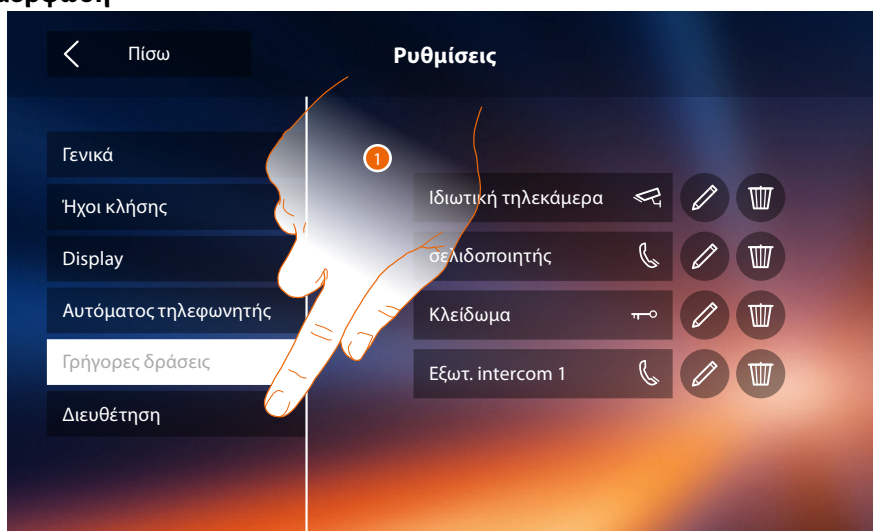 Πίσω
Ρυθμίσεις
Γενικά
1
Ήχοι κλήσης
Ιδιωτική τηλεκάμερα
Display
σελιδοποιητής
Αυτόματος τηλεφωνητής
Κλείδωμα
Γρήγορες δράσεις
Εξωτ. intercom 1
Διευθέτηση